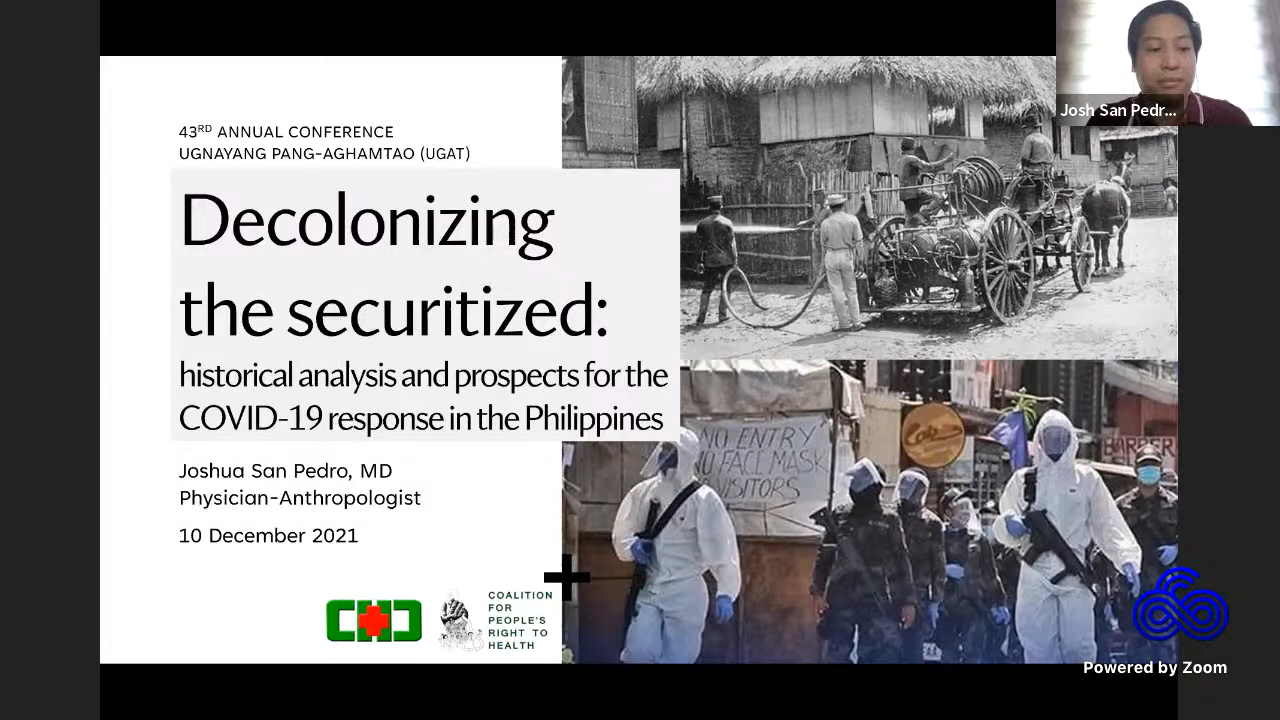 43RD ANNUAL CONFERENCE
UGNAYANG PANG-AGHAMTAO (UGAT)
Decolonizing
the securitized:
historical analysis and prospects for the
COVID-19 response in the Philippines
Joshua San Pedro, MD
Physician-Anthropologist
10 December 2021
CHD
COALITION
FOR
PEOPLE'S
RIGHT TO
HEALTH
Josh San Pedr...
NO ENTRY
NO FACE MASK
VISITORS
BARBER
Powered by Zoom